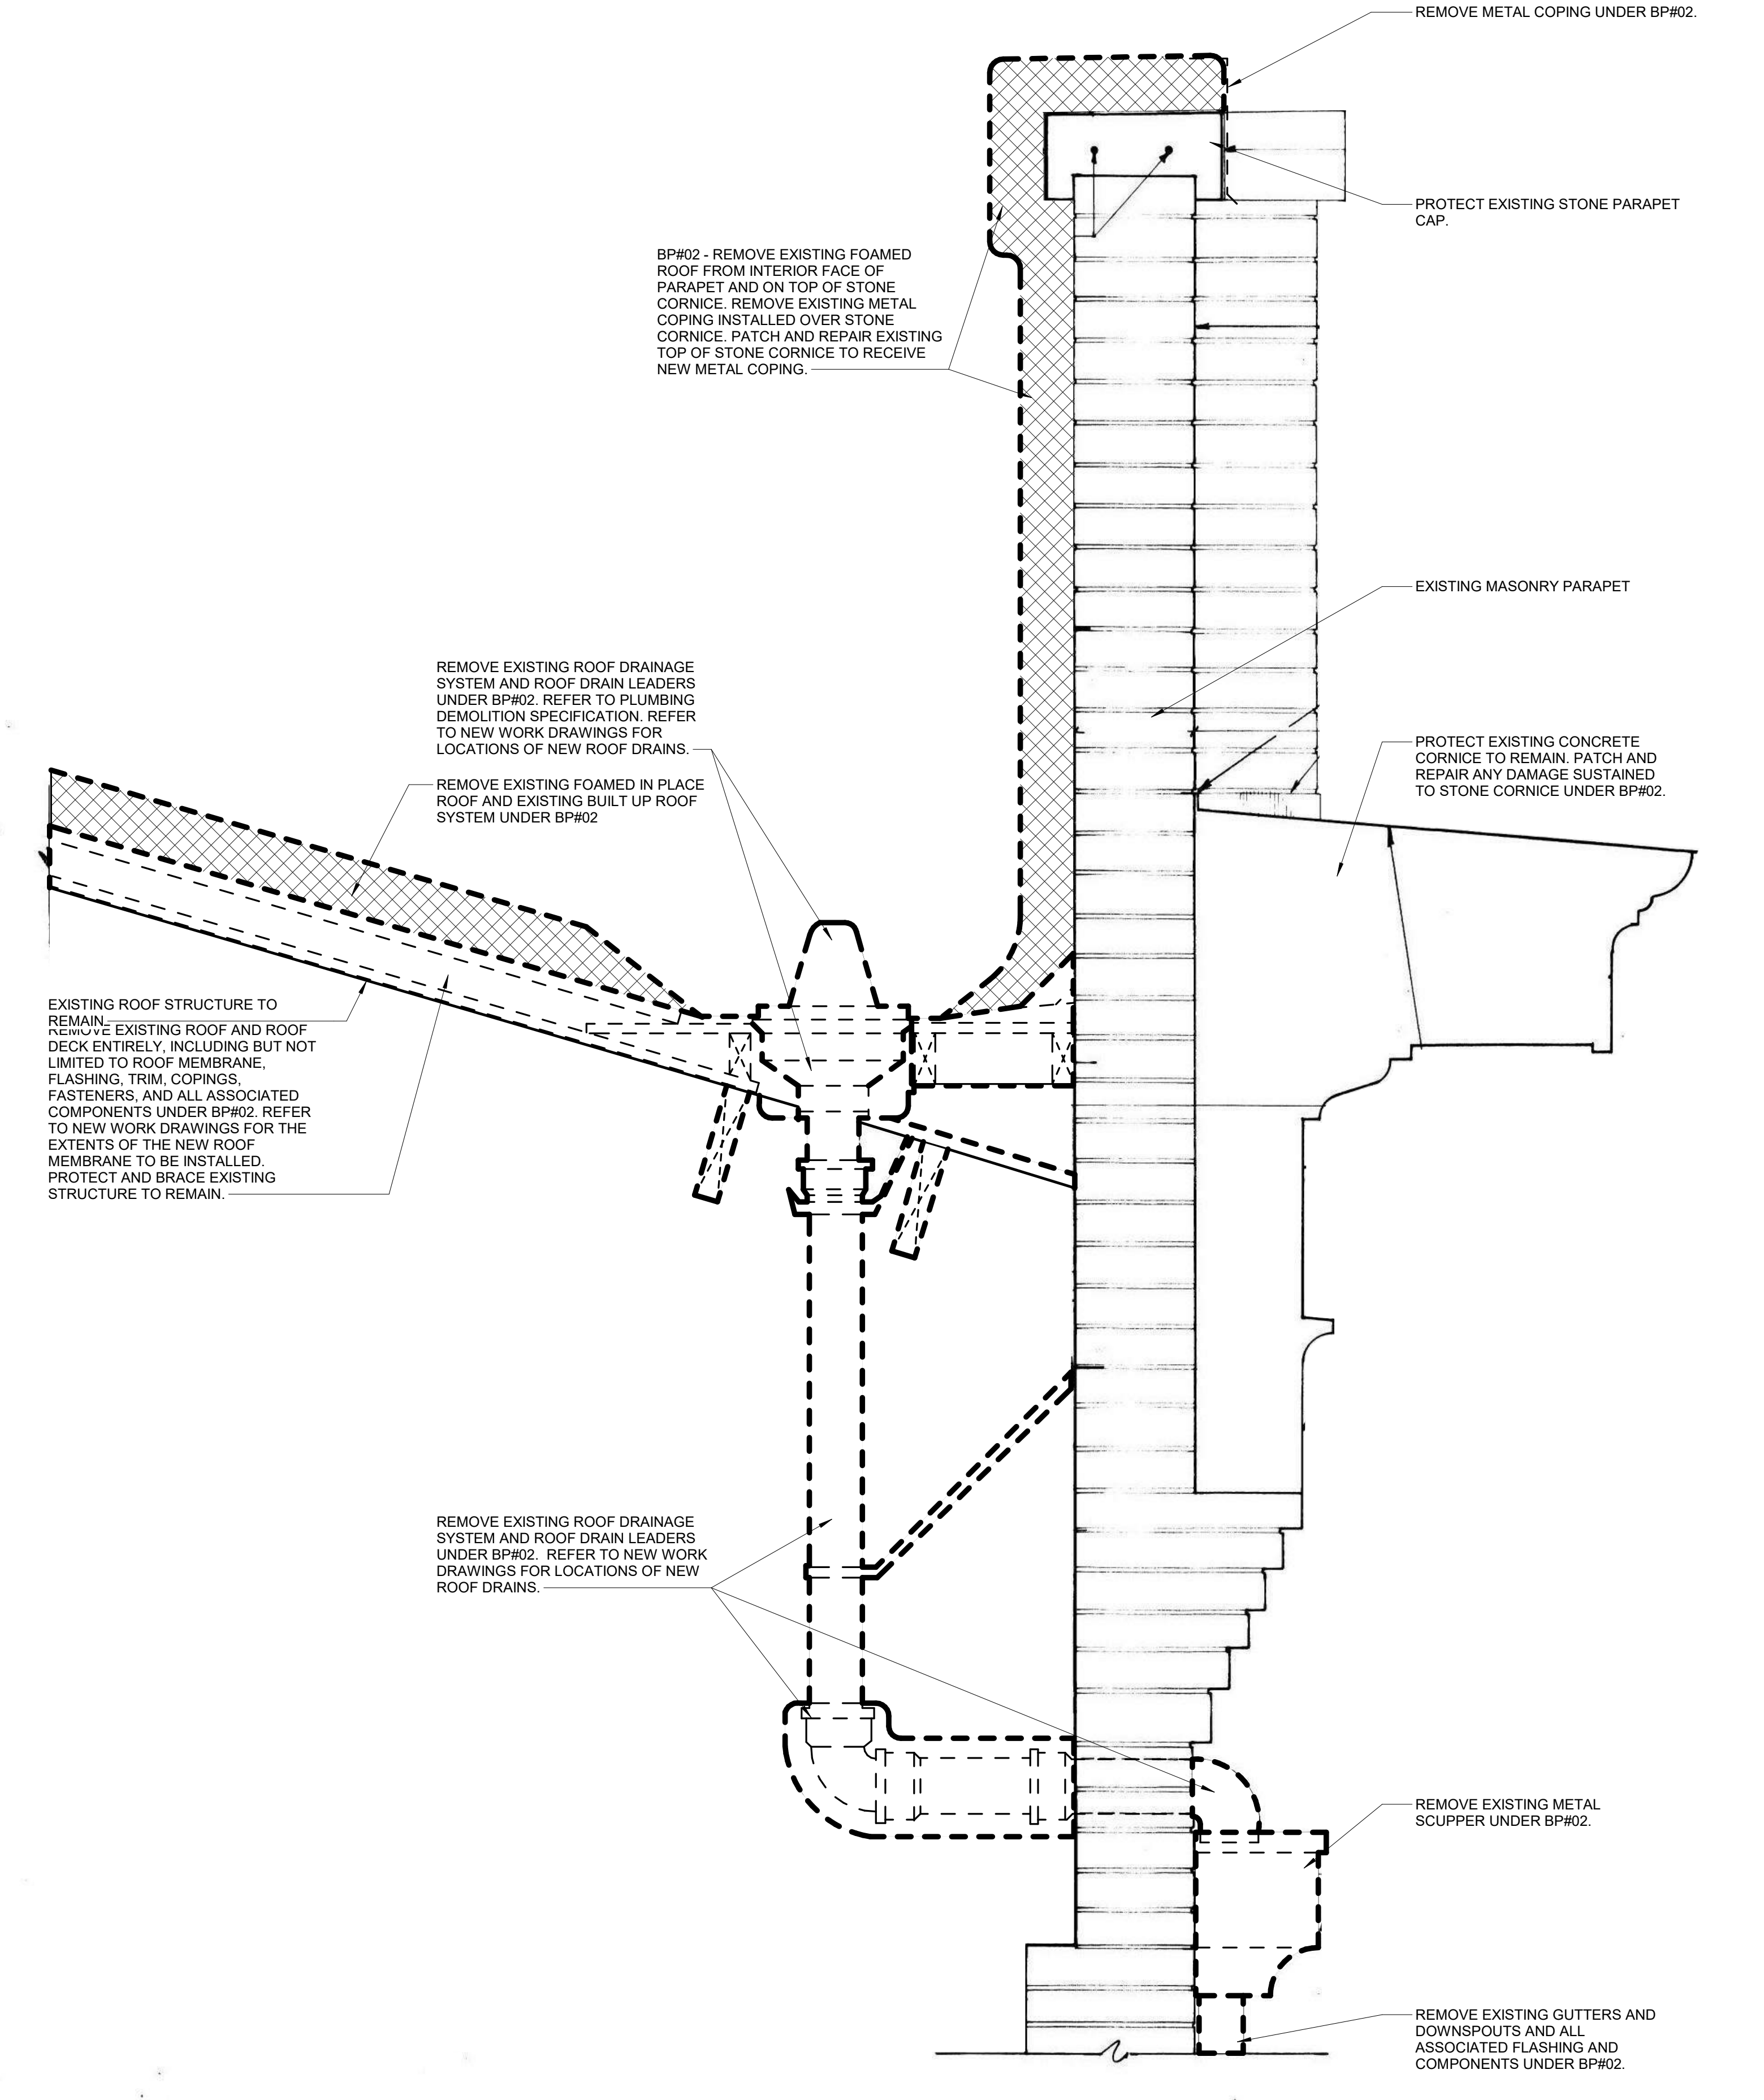 REMOVE METAL COPING UNDER BP#02.
PROTECT EXISTING STONE PARAPET
CAP.
BP#02 - REMOVE EXISTING FOAMED
ROOF FROM INTERIOR FACE OF
PARAPET AND ON TOP OF STONE
CORNICE. REMOVE EXISTING METAL
COPING INSTALLED OVER STONE
CORNICE. PATCH AND REPAIR EXISTING
TOP OF STONE CORNICE TO RECEIVE
NEW METAL COPING.
EXISTING MASONRY PARAPET
REMOVE EXISTING ROOF DRAINAGE
SYSTEM AND ROOF DRAIN LEADERS
UNDER BP#02. REFER TO PLUMBING
DEMOLITION SPECIFICATION. REFER
TO NEW WORK DRAWINGS FOR
LOCATIONS OF NEW ROOF DRAINS.
PROTECT EXISTING CONCRETE
CORNICE TO REMAIN. PATCH AND
REPAIR ANY DAMAGE SUSTAINED
TO STONE CORNICE UNDER BP#02.
REMOVE EXISTING FOAMED IN PLACE
ROOF AND EXISTING BUILT UP ROOF
SYSTEM UNDER BP#02
EXISTING ROOF STRUCTURE TO
REMAIN.
REMOVE EXISTING ROOF AND ROOF
DECK ENTIRELY, INCLUDING BUT NOT
LIMITED TO ROOF MEMBRANE,
FLASHING, TRIM, COPINGS,
FASTENERS, AND ALL ASSOCIATED
COMPONENTS UNDER BP#02. REFER
TO NEW WORK DRAWINGS FOR THE
EXTENTS OF THE NEW ROOF
MEMBRANE TO BE INSTALLED.
PROTECT AND BRACE EXISTING
STRUCTURE TO REMAIN.
REMOVE EXISTING ROOF DRAINAGE
SYSTEM AND ROOF DRAIN LEADERS
UNDER BP#02. REFER TO NEW WORK
DRAWINGS FOR LOCATIONS OF NEW
ROOF DRAINS.
REMOVE EXISTING METAL
SCUPPER UNDER BP#02.
REMOVE EXISTING GUTTERS AND
DOWNSPOUTS AND ALL
ASSOCIATED FLASHING AND
COMPONENTS UNDER BP#02.